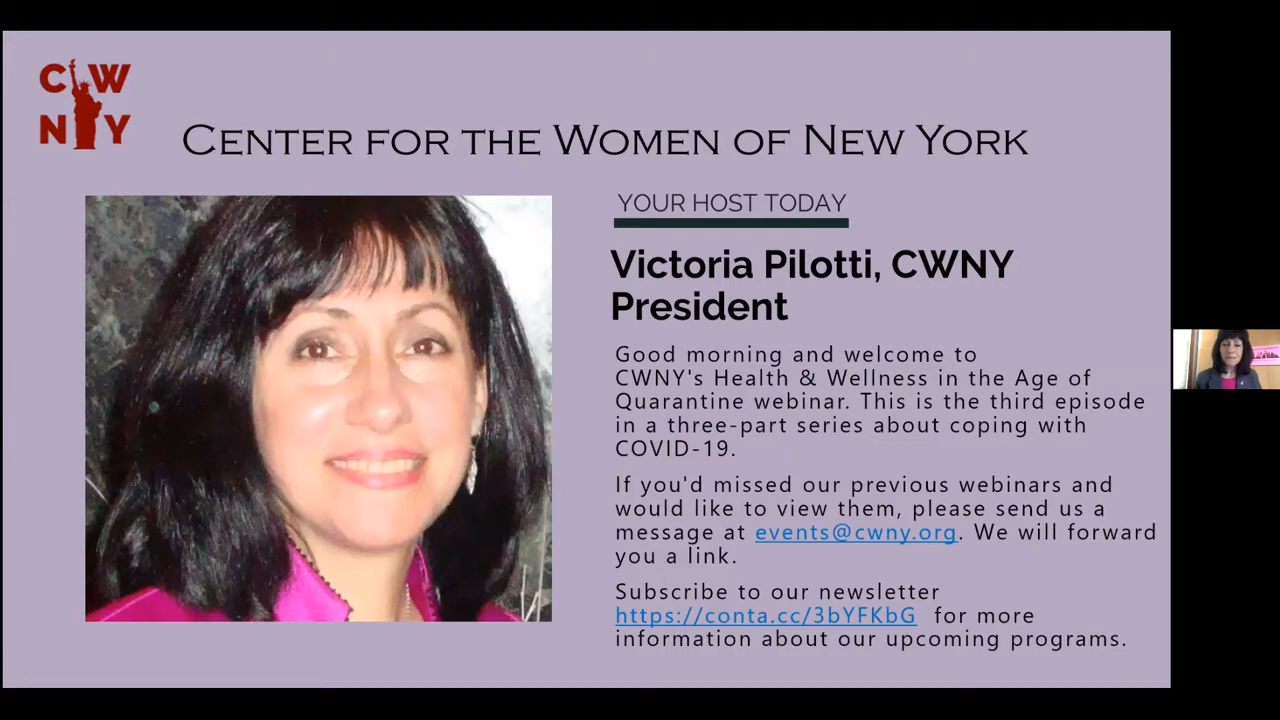 C W
N Y
CENTER FOR THE WOMEN OF NEW YORK
YOUR HOST TODAY
Victoria Pilotti, CWNY
President
Good morning and welcome to
CWNY's Health & Wellness in the Age of
Quarantine webinar. This is the third episode
in a three-part series about coping with
COVID-19.
If you'd missed our previous webinars and
would like to view them, please send us a
message at events@cwny.org. We will forward
you a link.
Subscribe to our newsletter
https://conta.cc/3bYFKbG for more
information about our upcoming programs.